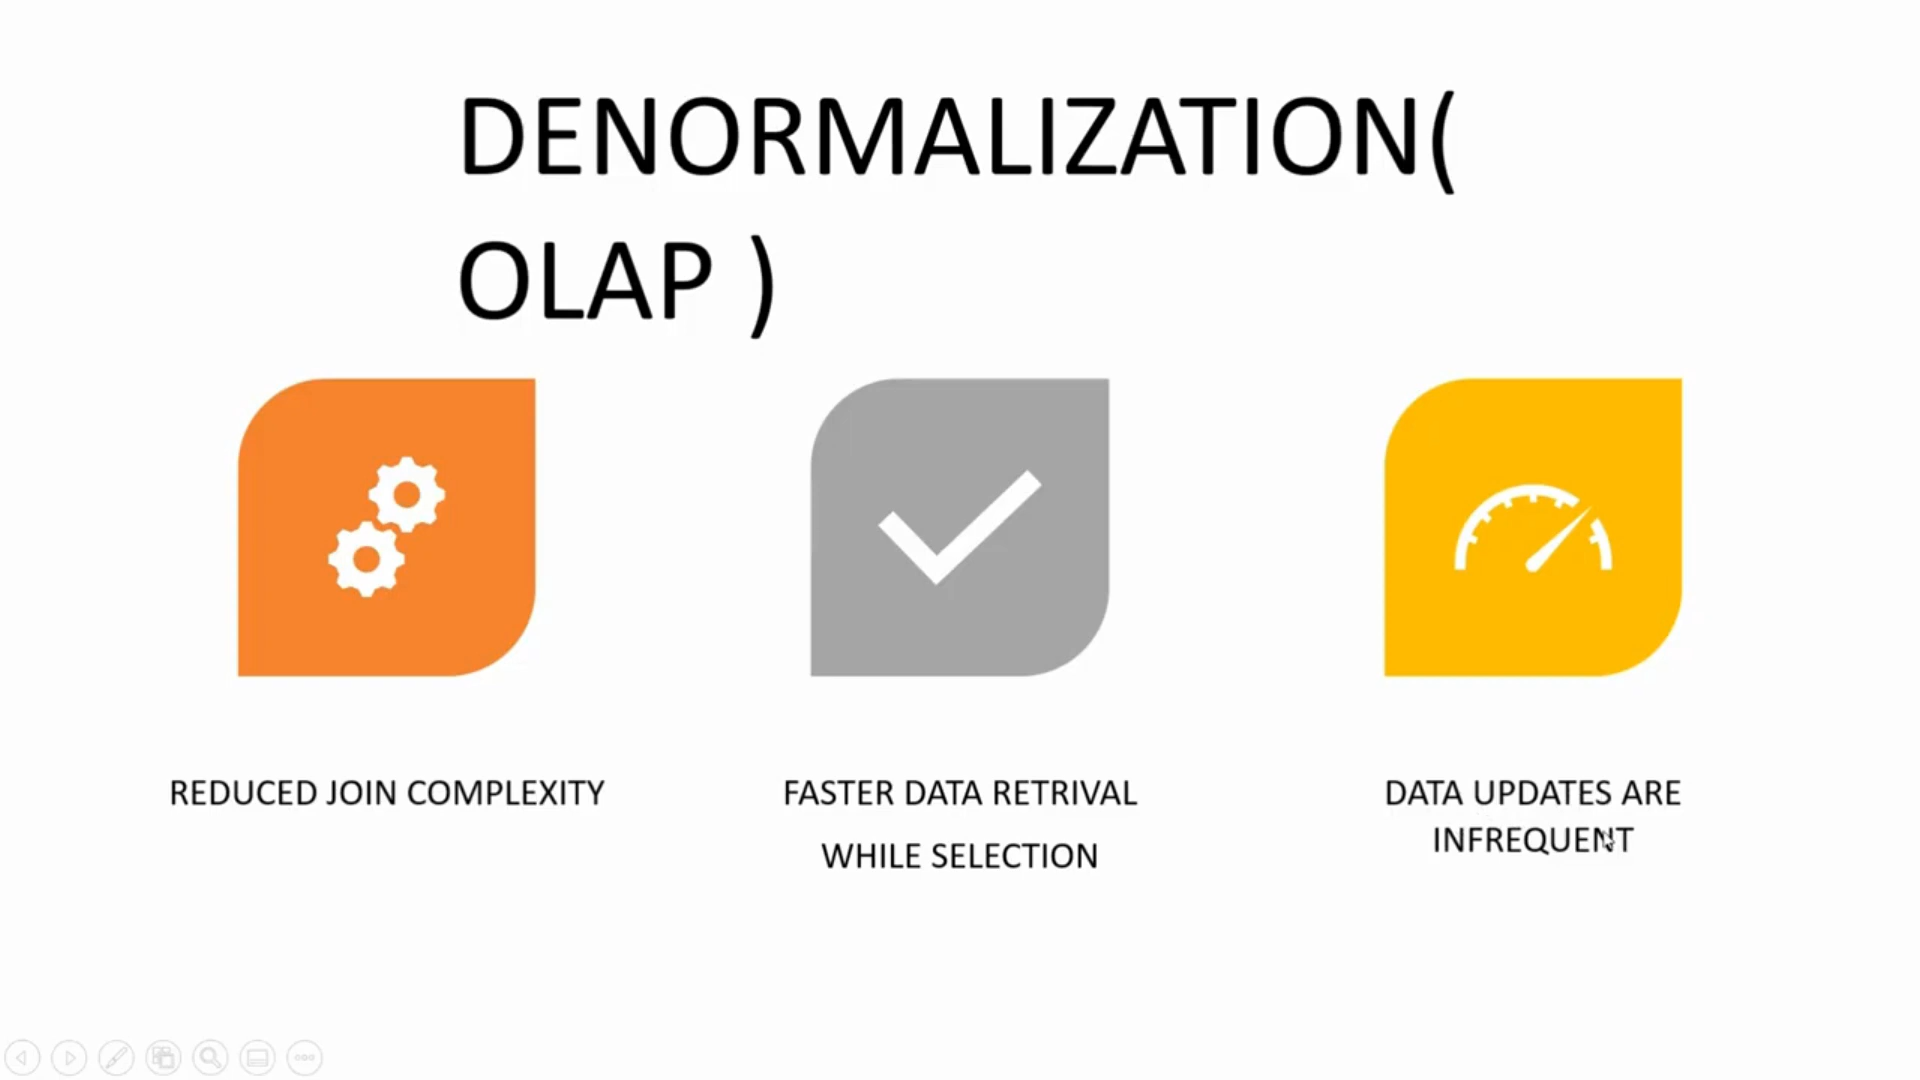 DENORMALIZATION(
OLAP )
REDUCED JOIN COMPLEXITY
FASTER DATA RETRIVAL
WHILE SELECTION
DATA UPDATES ARE
INFREQUENT